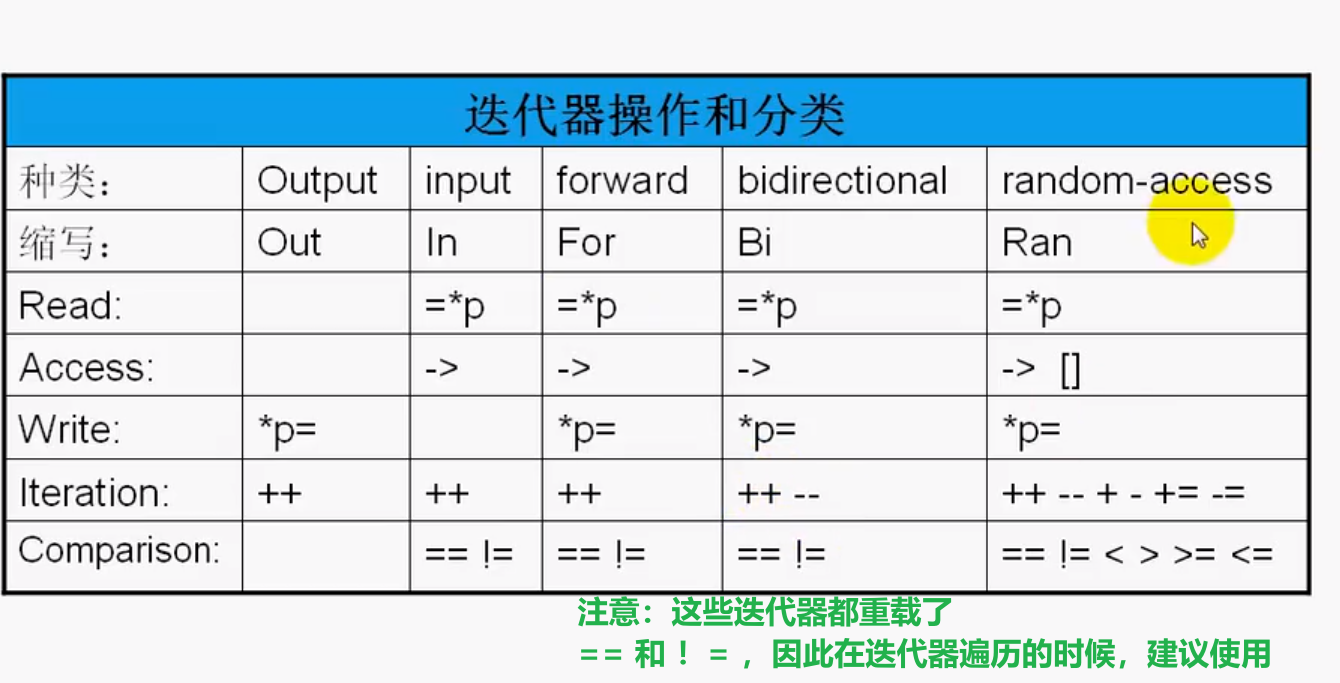 迭代器操作和分类
种类： Output input forward bidirectional random-access
缩写： Out In For Bi Ran
Read: =*p =*p =*p =*p
Access: -> -> -> -> []
Write: *p= *p= *p= *p=
Iteration: ++ ++ ++ ++ -- ++ -- + - += -=
Comparison: == != == != == != == != < > >= <=
注意：这些迭代器都重载了
== 和 ！= ，因此在迭代器遍历的时候，建议使用